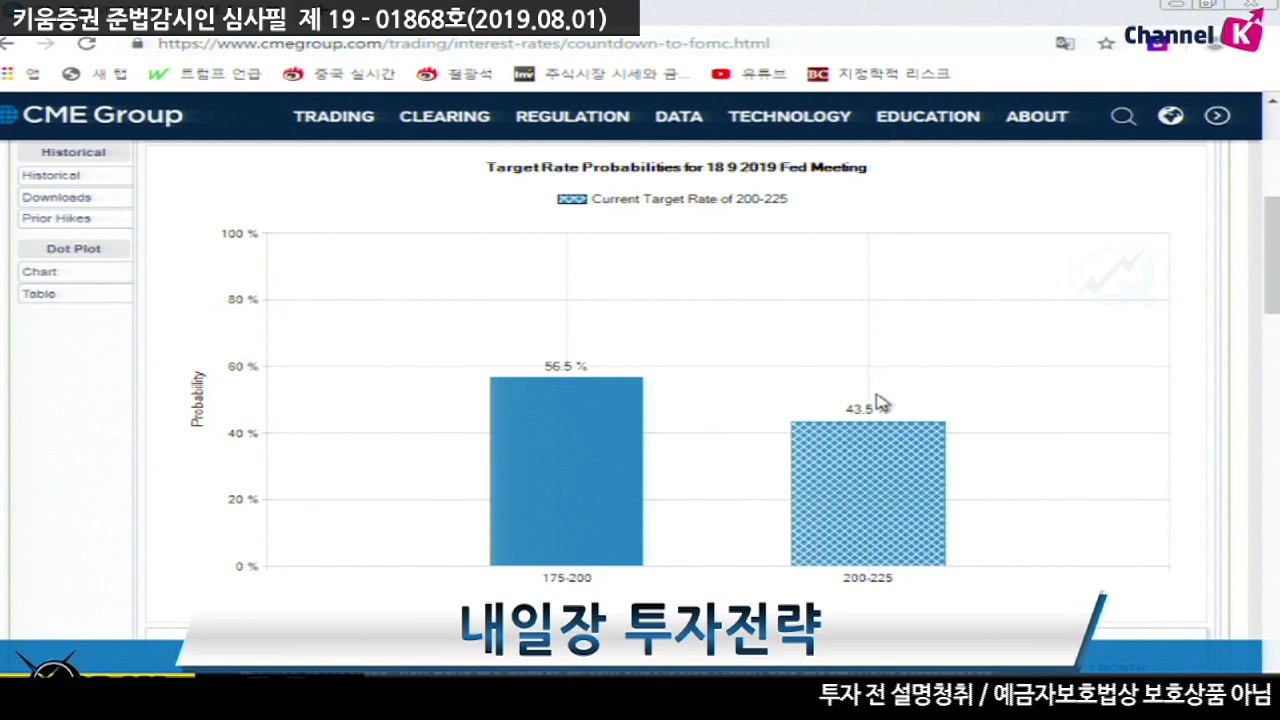 키움증권 준법감시인 심사필 제 19 - 01868호(2019.08.01)
Channel K
https://www.cmegroup.com/trading/interest-rates/countdown-to-fomc.html
앱 새 탭 트럼프 언급 중국 실시간 철광석 Inv 주식시장 시세와 금... 유튜브 BC 지정학적 리스크
CME Group TRADING CLEARING REGULATION DATA TECHNOLOGY EDUCATION ABOUT
Historical
Historical
Downloads
Prior Hikes
Dot Plot
Chart
Table
Target Rate Probabilities for 18 9 2019 Fed Meeting
Current Target Rate of 200-225
Probability
100 %
80 %
60 %
40 %
20 %
0 %
56.5 %
43.5 %
175-200
200-225
내일장 투자전략
1 MONTH
투자 전 설명청취 / 예금자보호법상 보호상품 아님